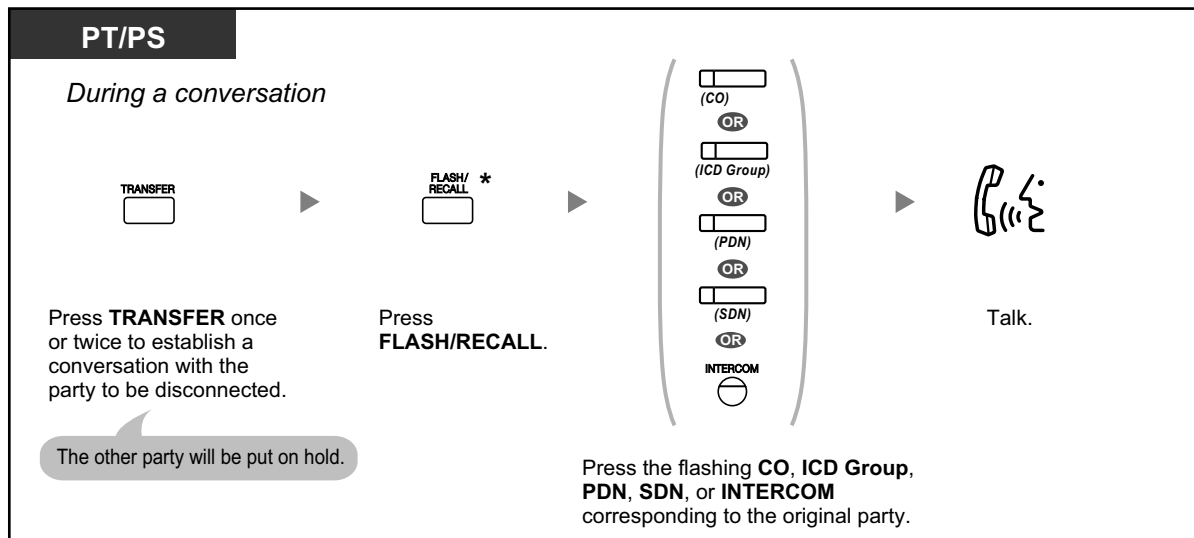 PT/PS
During a conversation
TRANSFER
FLASH/ *
RECALL
(CO)
OR
(ICD Group)
OR
(PDN)
OR
(SDN)
OR
INTERCOM
Press TRANSFER once
or twice to establish a
conversation with the
party to be disconnected.
The other party will be put on hold.
Press
FLASH/RECALL.
Press the flashing CO, ICD Group,
PDN, SDN, or INTERCOM
corresponding to the original party.
Talk.